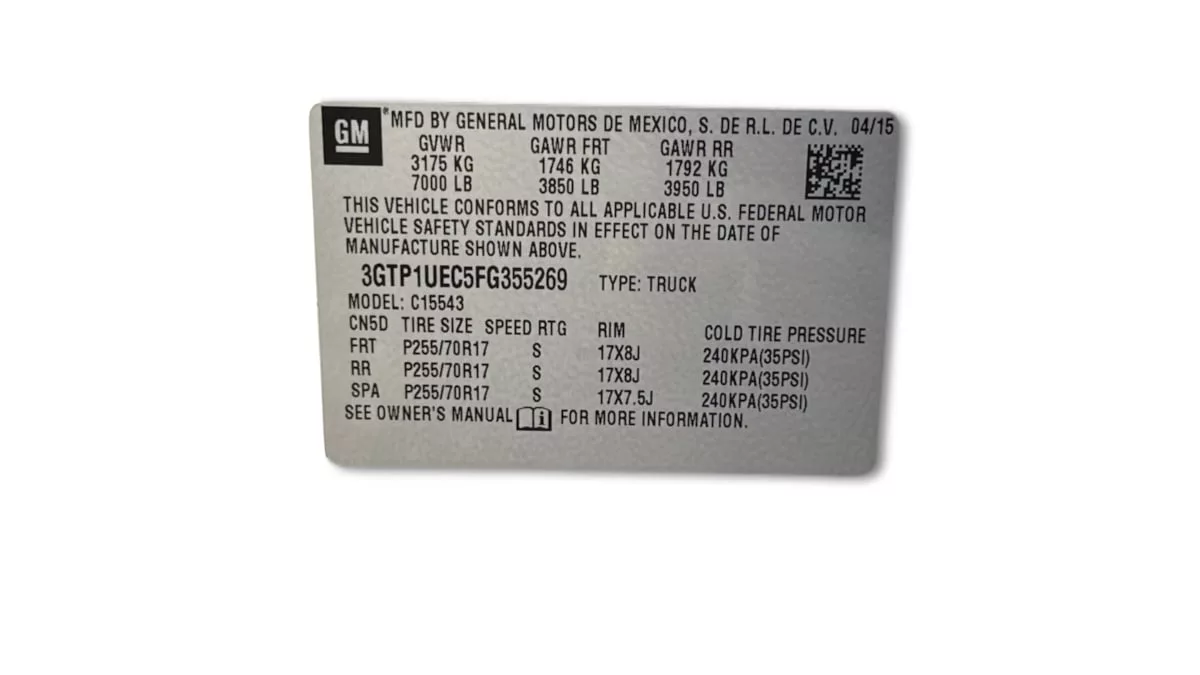 GM *MFD BY GENERAL MOTORS DE MEXICO, S. DE R.L. DE C.V. 04/15
GVWR GAWR FRT GAWR RR
3175 KG 1746 KG 1792 KG
7000 LB 3850 LB 3950 LB
THIS VEHICLE CONFORMS TO ALL APPLICABLE U.S. FEDERAL MOTOR
VEHICLE SAFETY STANDARDS IN EFFECT ON THE DATE OF
MANUFACTURE SHOWN ABOVE.
3GTP1UEC5FG355269 TYPE: TRUCK
MODEL: C15543
CN5D TIRE SIZE SPEED RTG RIM COLD TIRE PRESSURE
FRT P255/70R17 S 17X8J 240KPA(35PSI)
RR P255/70R17 S 17X8J 240KPA(35PSI)
SPA P255/70R17 S 17X7.5J 240KPA(35PSI)
SEE OWNER'S MANUAL FOR MORE INFORMATION.